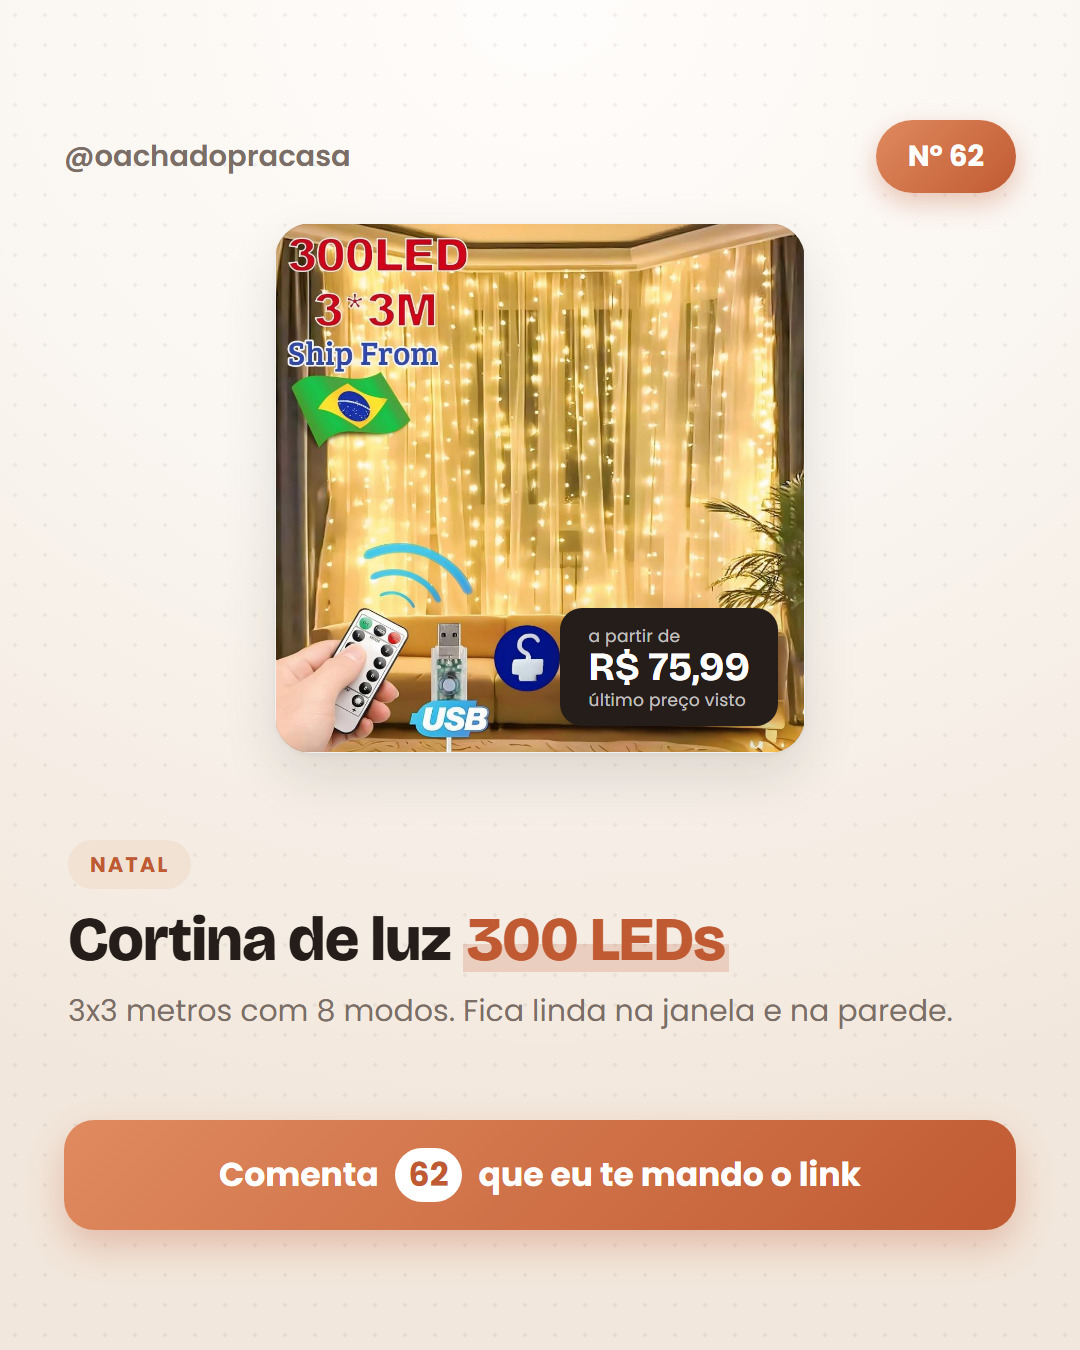 @oachadopracasa
Nº 62
300LED
3*3M
Ship From
USB
a partir de
R$ 75,99
último preço visto
NATAL
Cortina de luz 300 LEDs
3x3 metros com 8 modos. Fica linda na janela e na parede.
Comenta 62 que eu te mando o link